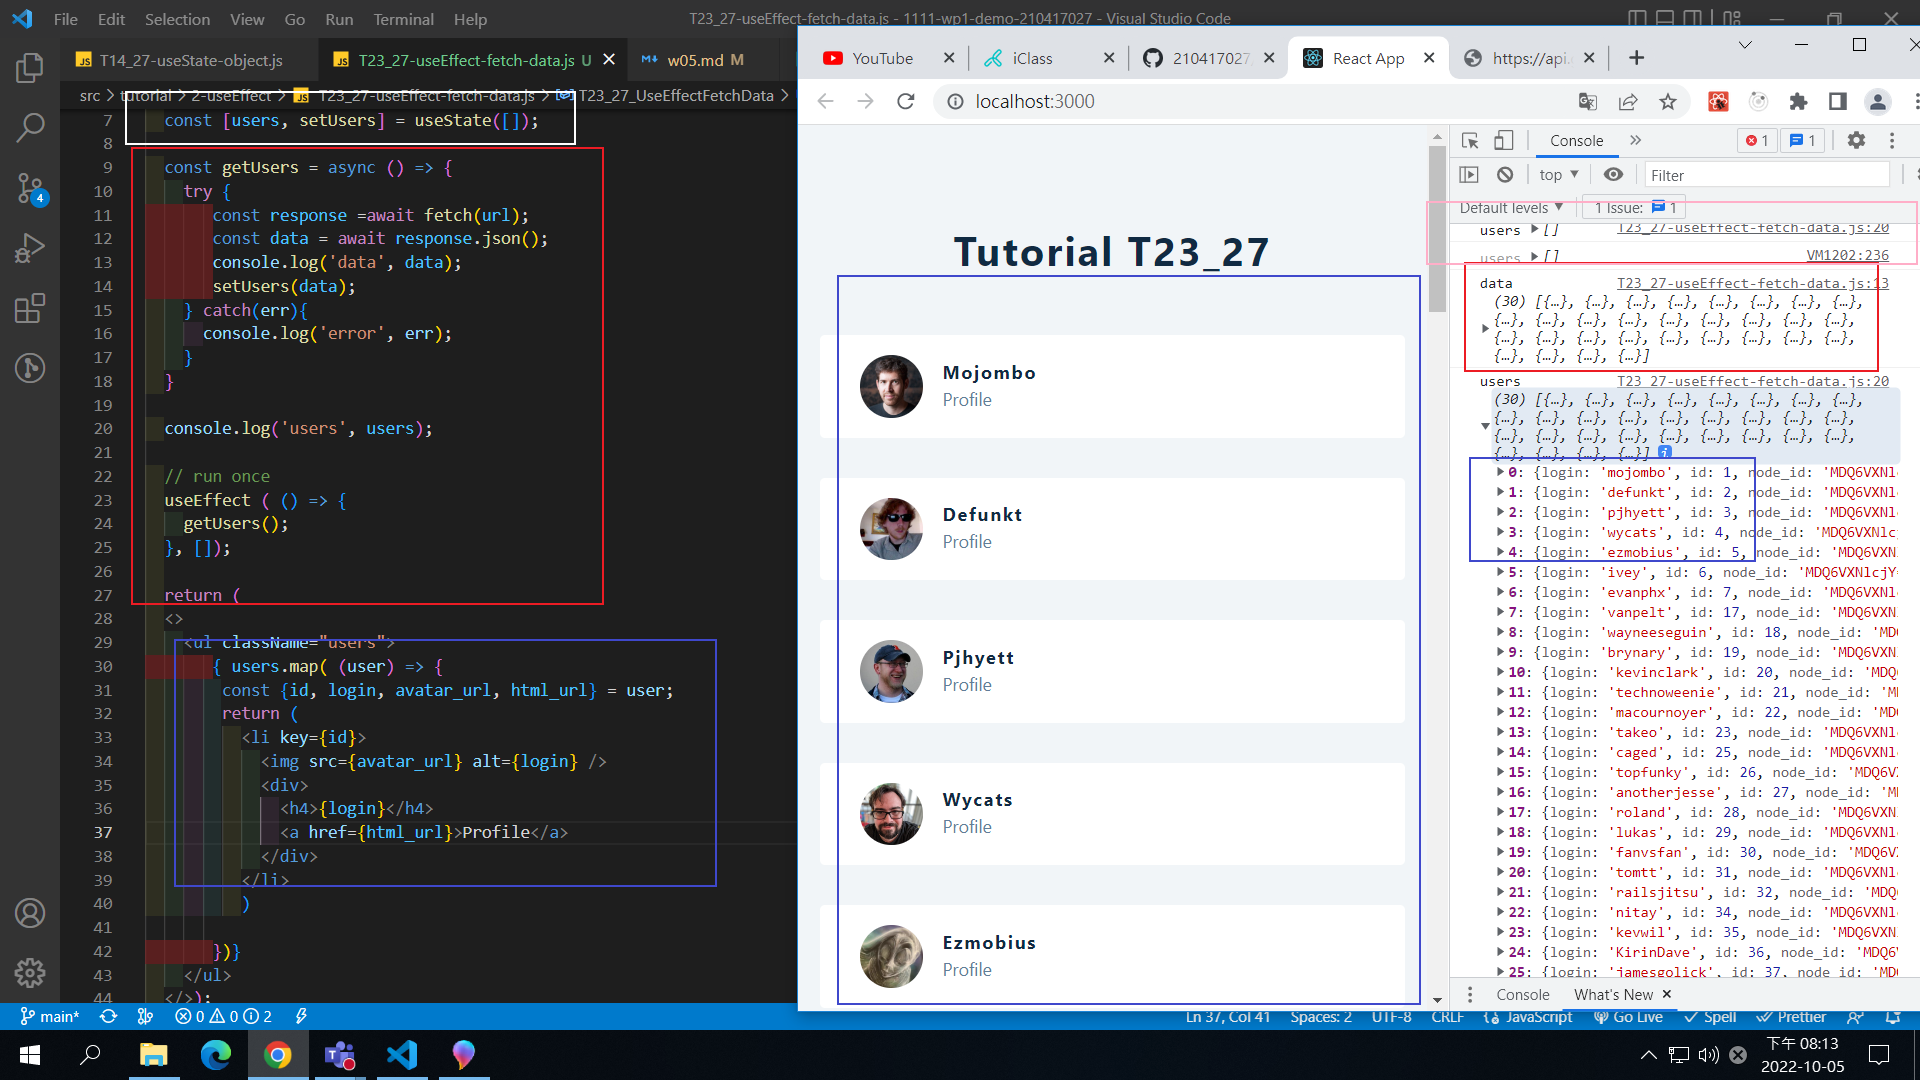 File Edit Selection View Go Run Terminal Help
T23_27-useEffect-fetch-data.js - 1111-wp1-demo-210417027 - Visual Studio Code
T14_27-useState-object.js
T23_27-useEffect-fetch-data.js U
w05.md M
src > tutorial > 2-useEffect > T23_27-useEffect-fetch-data.js > T23_27_UseEffectFetchData >
7 const [users, setUsers] = useState([]);
8
9 const getUsers = async () => {
10 try {
11 const response =await fetch(url);
12 const data = await response.json();
13 console.log('data', data);
14 setUsers(data);
15 } catch(err){
16 console.log('error', err);
17 }
18 }
19
20 console.log('users', users);
21
22 // run once
23 useEffect ( () => {
24 getUsers();
25 }, []);
26
27 return (
28 <>
29 <ul className="users">
30 { users.map( (user) => {
31 const {id, login, avatar_url, html_url} = user;
32 return (
33 <li key={id}>
34 <img src={avatar_url} alt={login} />
35 <div>
36 <h4>{login}</h4>
37 <a href={html_url}>Profile</a>
38 </div>
39 </li>
40 )
41
42 })}
43 </ul>
44 </>);
4
main* 0 0 2
Ln 37, Col 41 Spaces: 2 UTF-8 CRLF JavaScript Go Live Spell Prettier
YouTube
iClass
210417027
React App
https://api.
localhost:3000
Tutorial T23_27
Mojombo
Profile
Defunkt
Profile
Pjhyett
Profile
Wycats
Profile
Ezmobius
Profile
Console 1 1
top Filter
Default levels 1 Issue: 1
users [] T23_27-useEffect-fetch-data.js:20
users [] VM1202:236
data T23_27-useEffect-fetch-data.js:13
(30) [{…}, {…}, {…}, {…}, {…}, {…}, {…}, {…},
{…}, {…}, {…}, {…}, {…}, {…}, {…}, {…}, {…},
{…}, {…}, {…}, {…}, {…}, {…}, {…}, {…}, {…},
{…}, {…}, {…}, {…}]
users T23_27-useEffect-fetch-data.js:20
(30) [{…}, {…}, {…}, {…}, {…}, {…}, {…}, {…},
{…}, {…}, {…}, {…}, {…}, {…}, {…}, {…}, {…},
{…}, {…}, {…}, {…}, {…}, {…}, {…}, {…}, {…},
{…}, {…}, {…}, {…}] i
0: {login: 'mojombo', id: 1, node_id: 'MDQ6VXNl
1: {login: 'defunkt', id: 2, node_id: 'MDQ6VXNl
2: {login: 'pjhyett', id: 3, node_id: 'MDQ6VXNl
3: {login: 'wycats', id: 4, node_id: 'MDQ6VXNlc
4: {login: 'ezmobius', id: 5, node_id: 'MDQ6VXN
5: {login: 'ivey', id: 6, node_id: 'MDQ6VXNlcjY
6: {login: 'evanphx', id: 7, node_id: 'MDQ6VXNl
7: {login: 'vanpelt', id: 17, node_id: 'MDQ6VXN
8: {login: 'wayneeseguin', id: 18, node_id: 'MD
9: {login: 'brynary', id: 19, node_id: 'MDQ6VXN
10: {login: 'kevinclark', id: 20, node_id: 'MDQ
11: {login: 'technoweenie', id: 21, node_id: 'M
12: {login: 'macournoyer', id: 22, node_id: 'MD
13: {login: 'takeo', id: 23, node_id: 'MDQ6VXNl
14: {login: 'caged', id: 25, node_id: 'MDQ6VXNl
15: {login: 'topfunky', id: 26, node_id: 'MDQ6V
16: {login: 'anotherjesse', id: 27, node_id: 'M
17: {login: 'roland', id: 28, node_id: 'MDQ6VXN
18: {login: 'lukas', id: 29, node_id: 'MDQ6VXNl
19: {login: 'fanvsfan', id: 30, node_id: 'MDQ6V
20: {login: 'tomtt', id: 31, node_id: 'MDQ6VXNl
21: {login: 'railsjitsu', id: 32, node_id: 'MDQ
22: {login: 'nitay', id: 34, node_id: 'MDQ6VXNl
23: {login: 'kevwil', id: 35, node_id: 'MDQ6VXN
24: {login: 'KirinDave', id: 36, node_id: 'MDQ6
25: {login: 'jamesgolick', id: 37, node_id: 'MD
Console What's New
下午 08:13
2022-10-05